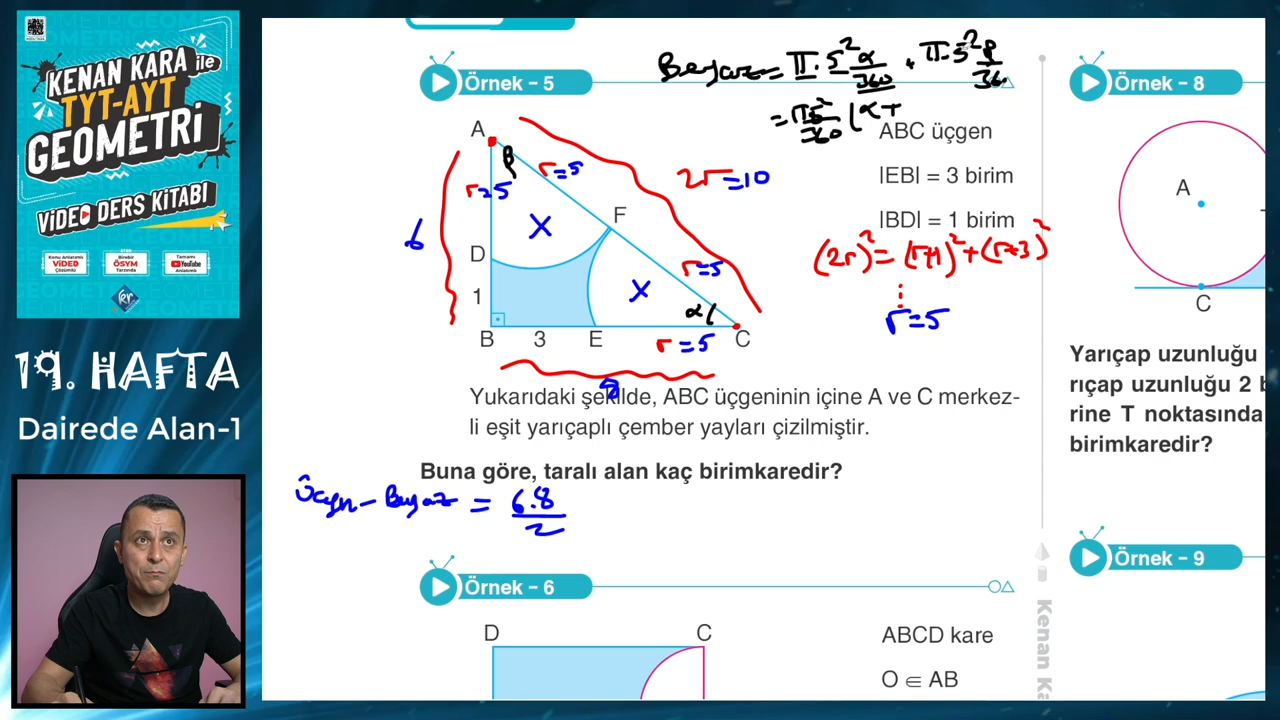 KENAN KARA ile
TYT-AYT
GEOMETRİ
VİDEO DERS KİTABI
19. HAFTA
Dairede Alan-1
Örnek - 5
Beyaz = π · 5² α/360 + π · 5² β/36
= π5²/360 (α+
ABC üçgen
|EB| = 3 birim
|BD| = 1 birim
(2r)² = (r+1)² + (r+3)²
r=5
A
β
r=5
r=5
2r=10
6
X
F
D
r=5
X
1
α
B
3
E
r=5
C
8
Yukarıdaki şekilde, ABC üçgeninin içine A ve C merkez-
li eşit yarıçaplı çember yayları çizilmiştir.
Buna göre, taralı alan kaç birimkaredir?
Üçgen - Beyaz = 6.8/2
Örnek - 6
D
C
ABCD kare
O ∈ AB
Örnek - 8
A
C
Yarıçap uzunluğu
rıçap uzunluğu 2 b
rine T noktasında
birimkaredir?
Örnek - 9
Kenan Ka